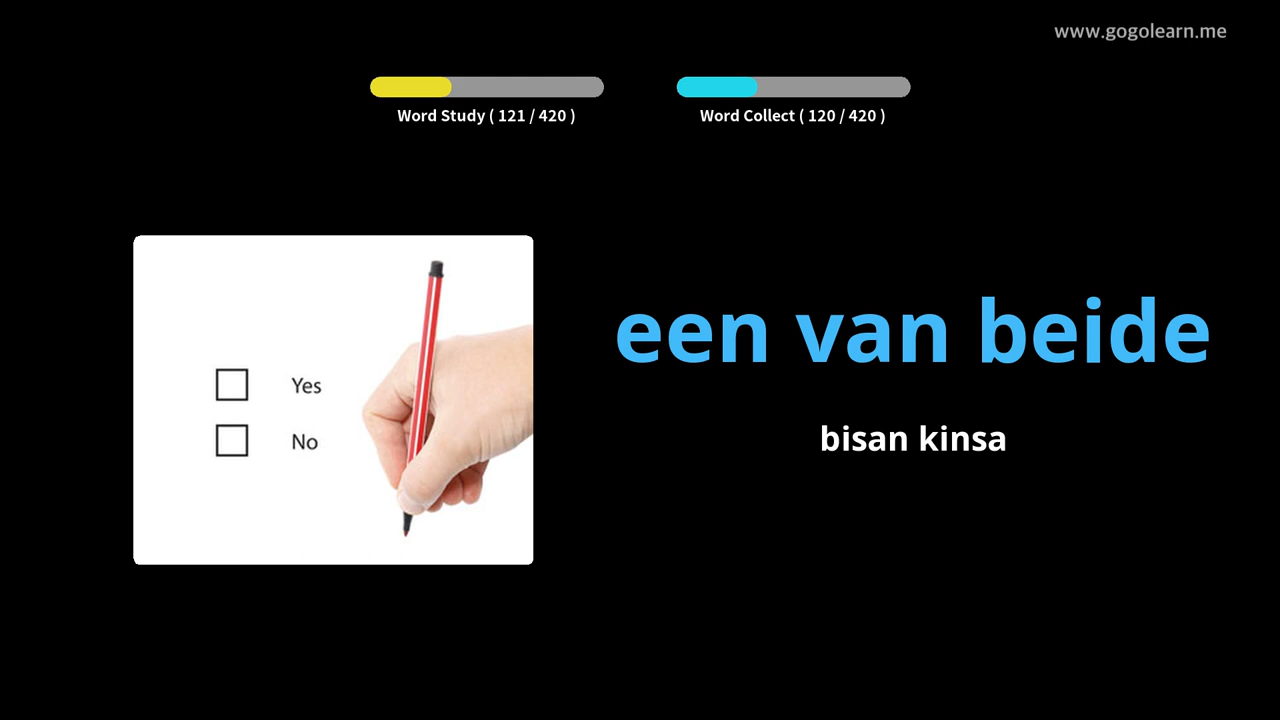 www.gogolearn.me
Word Study ( 121 / 420 )
Word Collect ( 120 / 420 )
Yes
No
een van beide
bisan kinsa